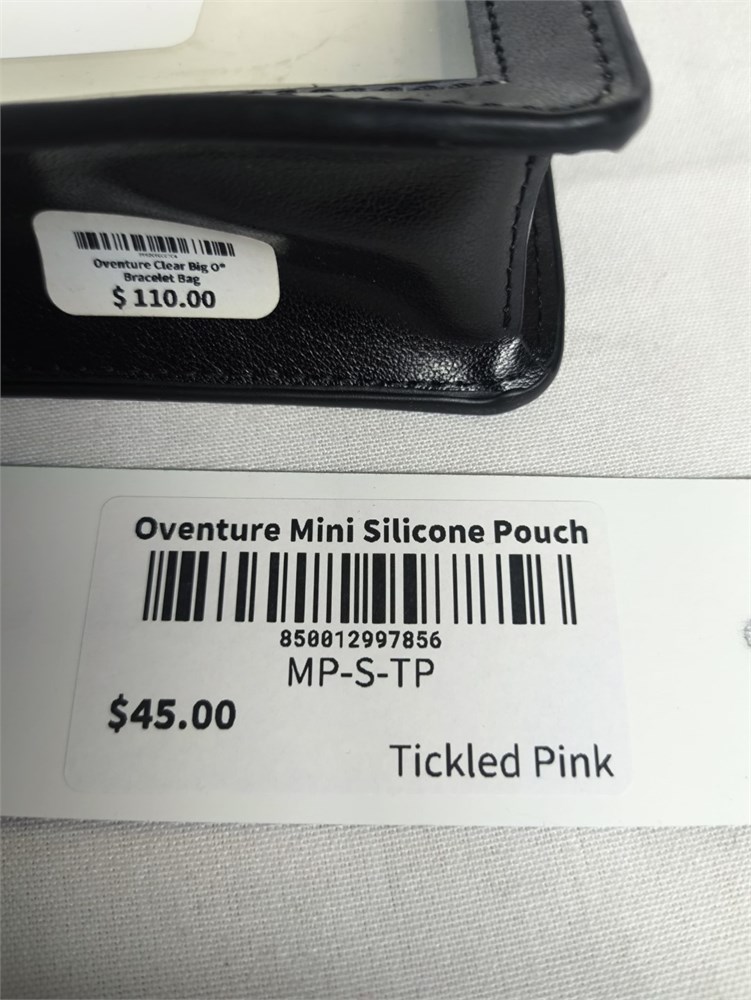 Oventure Clear Big O®
Bracelet Bag
$ 110.00
Oventure Mini Silicone Pouch
850012997856
MP-S-TP
$45.00
Tickled Pink